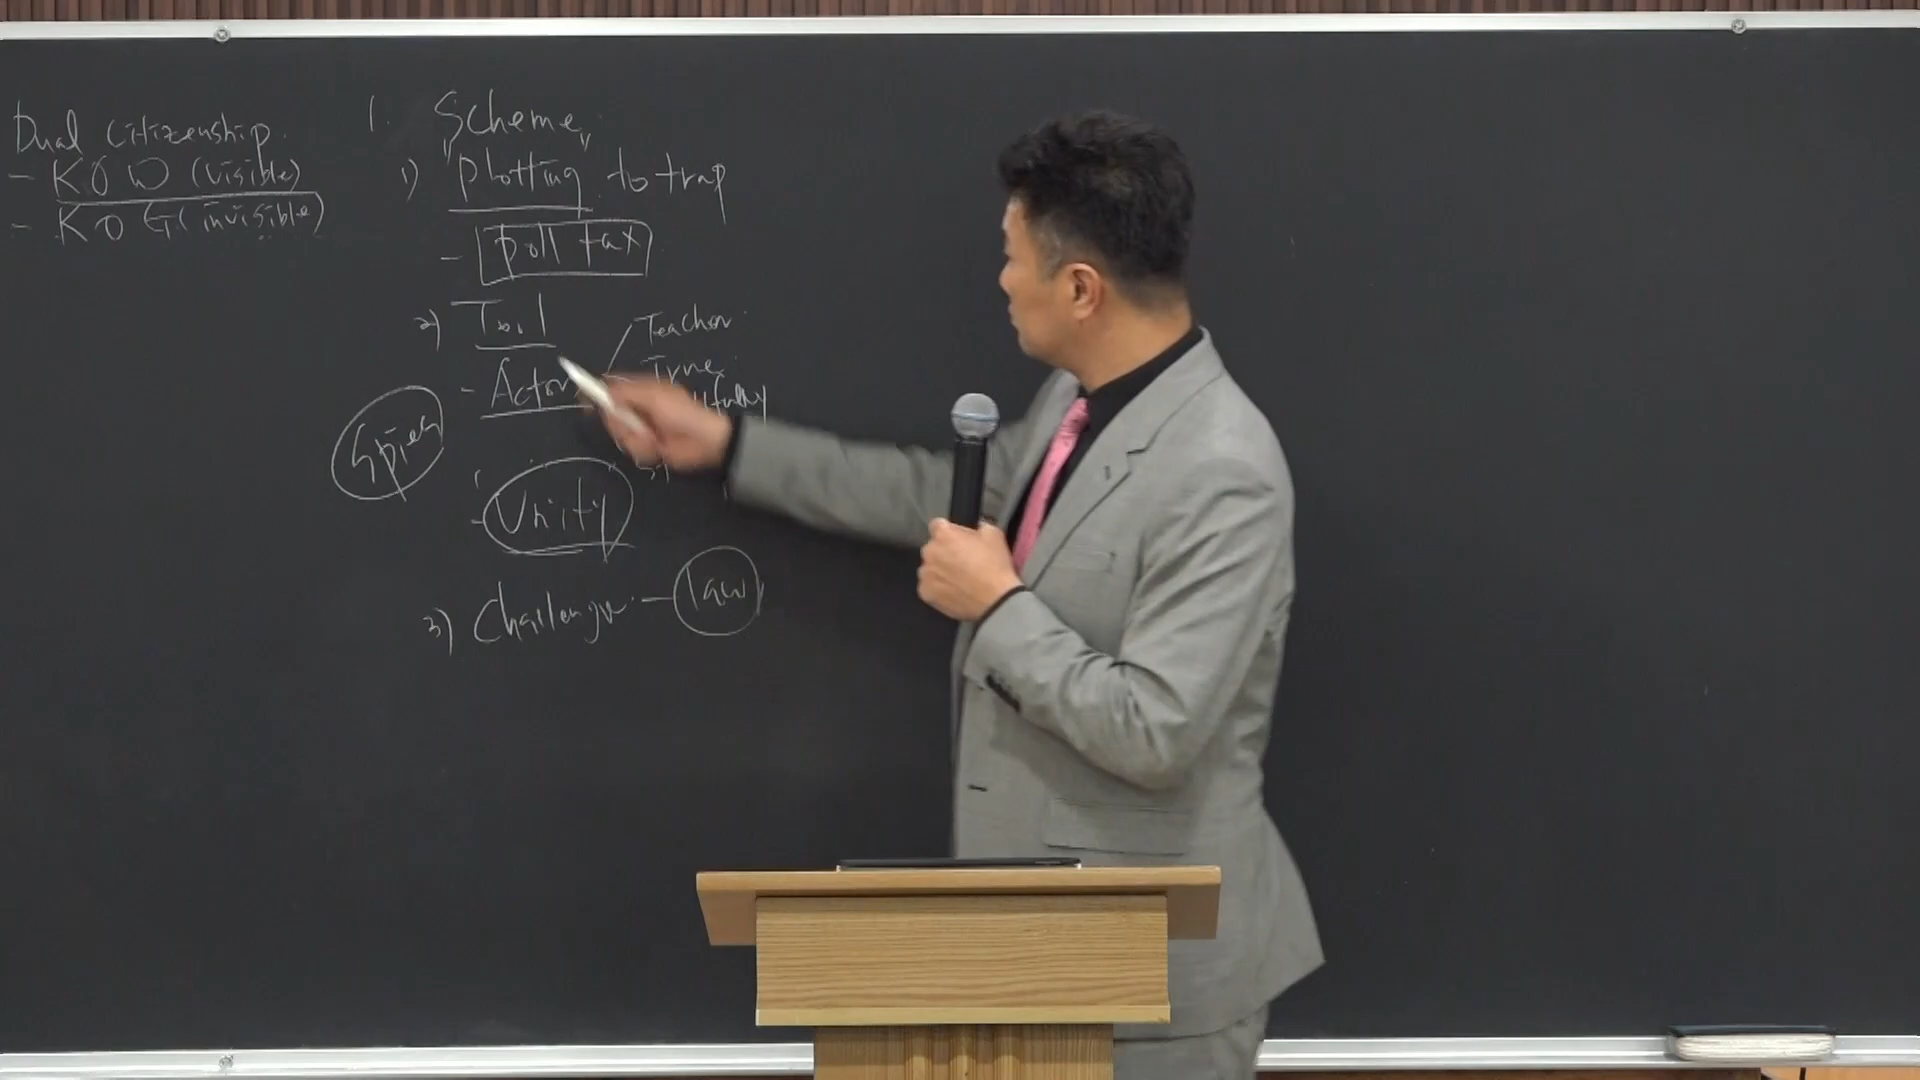 Dual Citizenship.
- KOW (visible)
- KOG (invisible)
1. Scheme
1) "Plotting" to trap
- poll tax
2) Tool
- Actors
Teacher
True
Spies
- Unity
3) Challenge - law